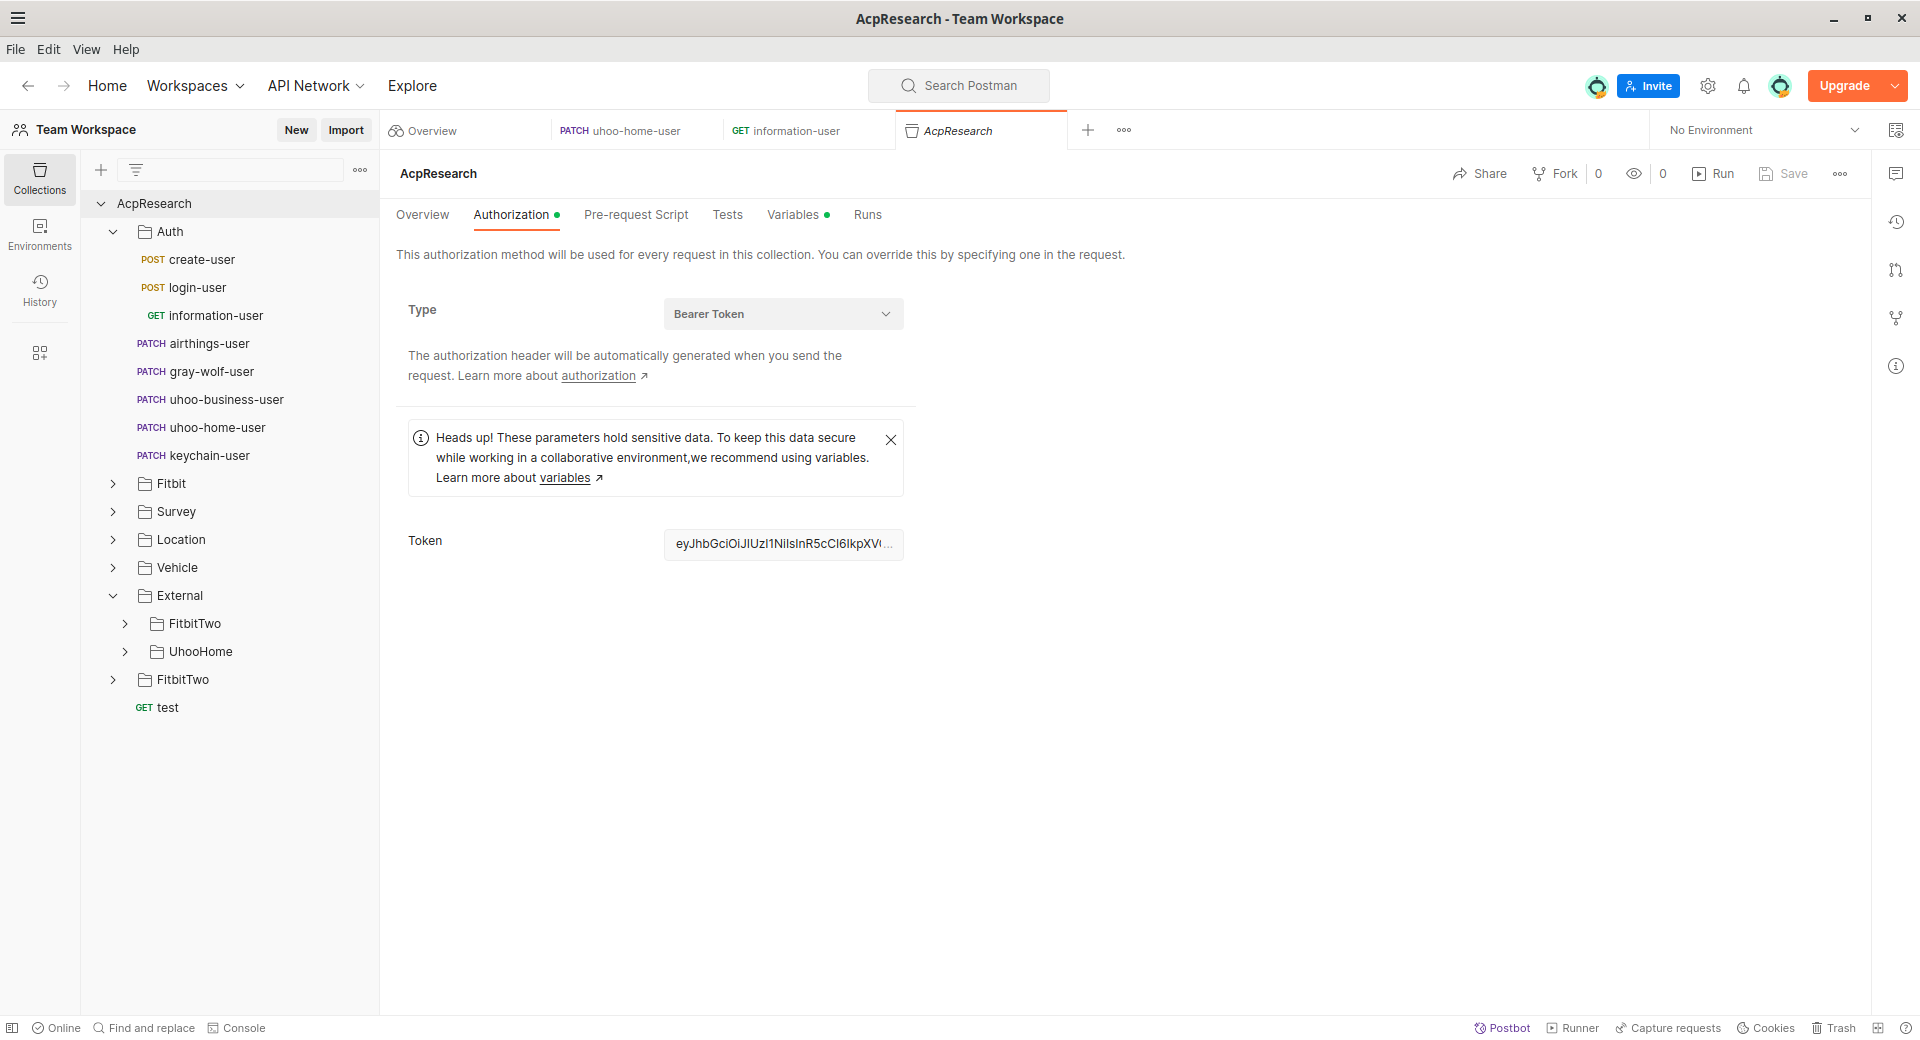 AcpResearch - Team Workspace
File Edit View Help
Home Workspaces API Network Explore
Search Postman
Invite
Upgrade
Team Workspace
New Import
Overview
PATCH uhoo-home-user
GET information-user
AcpResearch
No Environment
Collections
Environments
History
AcpResearch
Auth
POST create-user
POST login-user
GET information-user
PATCH airthings-user
PATCH gray-wolf-user
PATCH uhoo-business-user
PATCH uhoo-home-user
PATCH keychain-user
Fitbit
Survey
Location
Vehicle
External
FitbitTwo
UhooHome
FitbitTwo
GET test
AcpResearch
Share Fork 0 0 Run Save
Overview Authorization Pre-request Script Tests Variables Runs
This authorization method will be used for every request in this collection. You can override this by specifying one in the request.
Type
Bearer Token
The authorization header will be automatically generated when you send the
request. Learn more about authorization ↗
Heads up! These parameters hold sensitive data. To keep this data secure
while working in a collaborative environment,we recommend using variables.
Learn more about variables ↗
Token
Online Find and replace Console
Postbot Runner Capture requests Cookies Trash